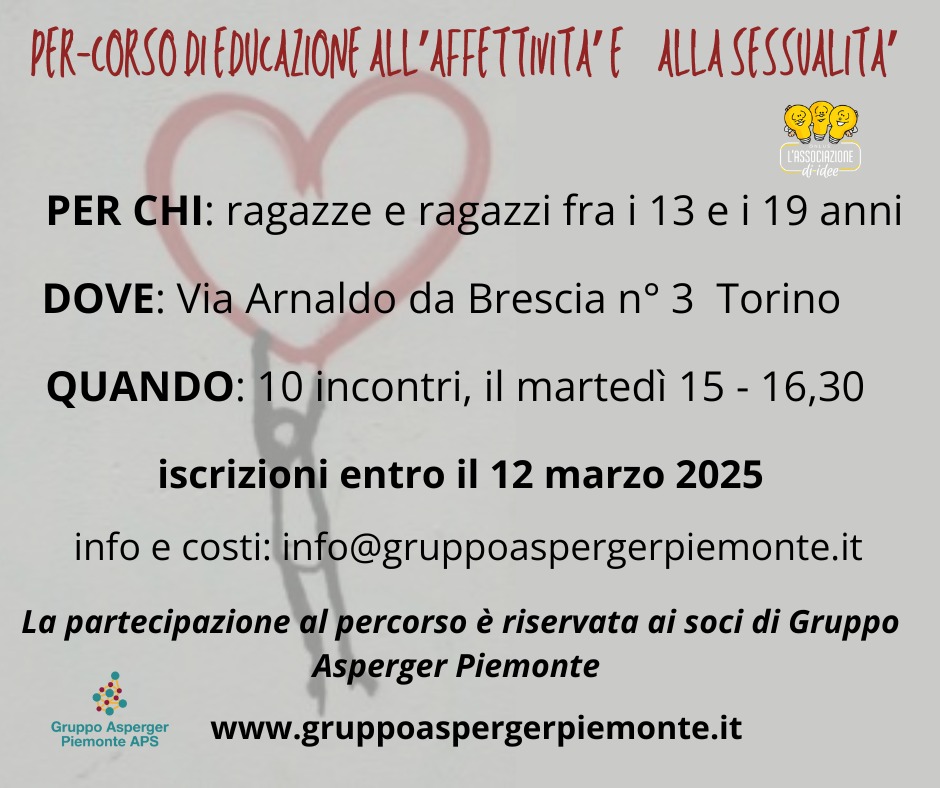 PER-CORSO DI EDUCAZIONE ALL'AFFETTIVITA' E ALLA SESSUALITA'
L'ASSOCIAZIONE
di-idee
PER CHI: ragazze e ragazzi fra i 13 e i 19 anni
DOVE: Via Arnaldo da Brescia n° 3 Torino
QUANDO: 10 incontri, il martedì 15 - 16,30
iscrizioni entro il 12 marzo 2025
info e costi: info@gruppoaspergerpiemonte.it
La partecipazione al percorso è riservata ai soci di Gruppo
Asperger Piemonte
Gruppo Asperger
Piemonte APS
www.gruppoaspergerpiemonte.it